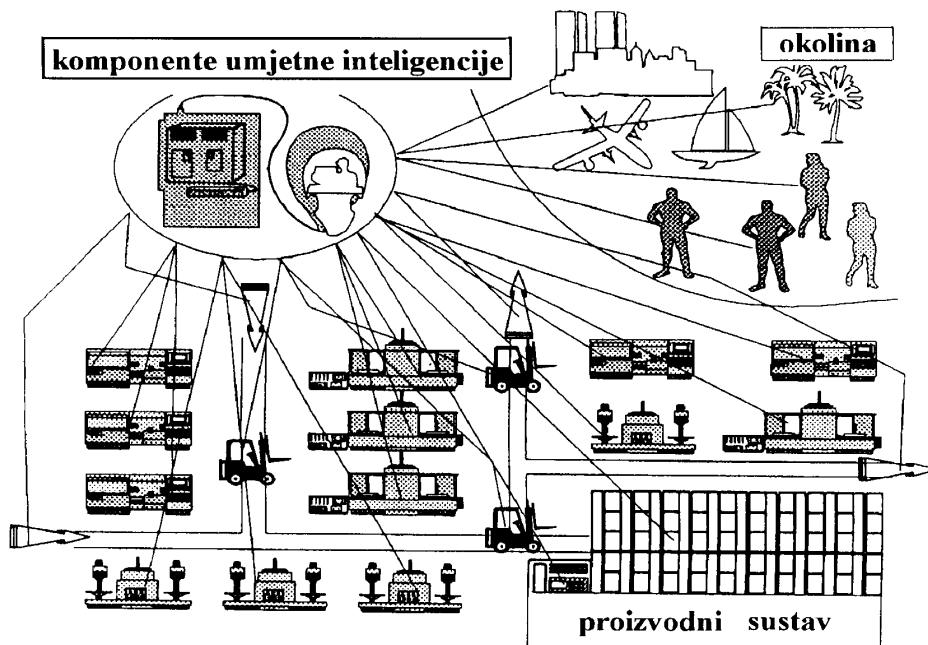 komponente umjetne inteligencije
okolina
proizvodni sustav